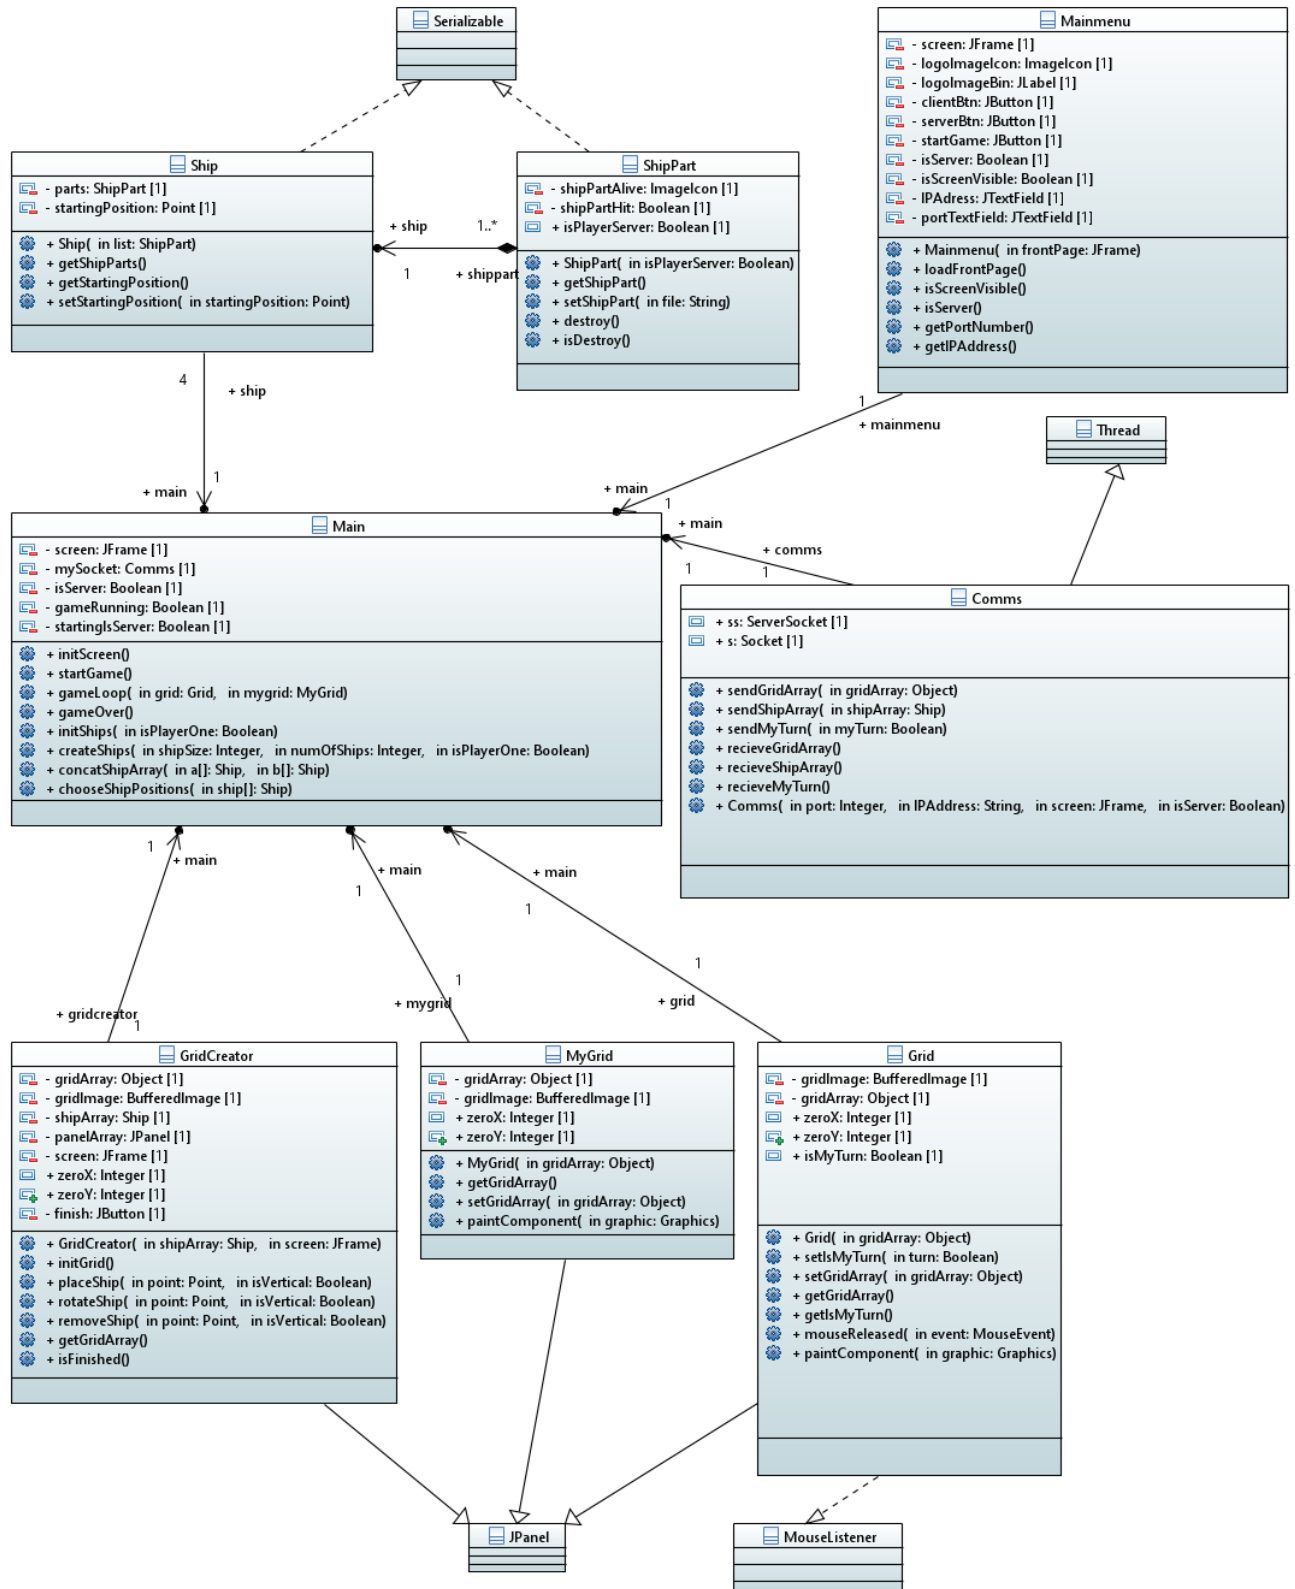 Serializable
Mainmenu
- screen: JFrame [1]
- logoImageIcon: ImageIcon [1]
- logoImageBin: JLabel [1]
- clientBtn: JButton [1]
- serverBtn: JButton [1]
- startGame: JButton [1]
- isServer: Boolean [1]
- isScreenVisible: Boolean [1]
- IPAdress: JTextField [1]
- portTextField: JTextField [1]
+ Mainmenu( in frontPage: JFrame)
+ loadFrontPage()
+ isScreenVisible()
+ isServer()
+ getPortNumber()
+ getIPAddress()
Ship
- parts: ShipPart [1]
- startingPosition: Point [1]
+ Ship( in list: ShipPart)
+ getShipParts()
+ getStartingPosition()
+ setStartingPosition( in startingPosition: Point)
+ ship
1..*
1
+ shippart
ShipPart
- shipPartAlive: ImageIcon [1]
- shipPartHit: Boolean [1]
+ isPlayerServer: Boolean [1]
+ ShipPart( in isPlayerServer: Boolean)
+ getShipPart()
+ setShipPart( in file: String)
+ destroy()
+ isDestroy()
4
+ ship
1
+ main
1
+ mainmenu
+ main
1
Thread
+ main
+ comms
1
1
Main
- screen: JFrame [1]
- mySocket: Comms [1]
- isServer: Boolean [1]
- gameRunning: Boolean [1]
- startingIsServer: Boolean [1]
+ initScreen()
+ startGame()
+ gameLoop( in grid: Grid, in mygrid: MyGrid)
+ gameOver()
+ initShips( in isPlayerOne: Boolean)
+ createShips( in shipSize: Integer, in numOfShips: Integer, in isPlayerOne: Boolean)
+ concatShipArray( in a[]: Ship, in b[]: Ship)
+ chooseShipPositions( in ship[]: Ship)
Comms
+ ss: ServerSocket [1]
+ s: Socket [1]
+ sendGridArray( in gridArray: Object)
+ sendShipArray( in shipArray: Ship)
+ sendMyTurn( in myTurn: Boolean)
+ recieveGridArray()
+ recieveShipArray()
+ recieveMyTurn()
+ Comms( in port: Integer, in IPAddress: String, in screen: JFrame, in isServer: Boolean)
1
+ main
+ main
1
+ main
1
+ gridcreator
1
1
+ mygrid
1
+ grid
GridCreator
- gridArray: Object [1]
- gridImage: BufferedImage [1]
- shipArray: Ship [1]
- panelArray: JPanel [1]
- screen: JFrame [1]
+ zeroX: Integer [1]
+ zeroY: Integer [1]
- finish: JButton [1]
+ GridCreator( in shipArray: Ship, in screen: JFrame)
+ initGrid()
+ placeShip( in point: Point, in isVertical: Boolean)
+ rotateShip( in point: Point, in isVertical: Boolean)
+ removeShip( in point: Point, in isVertical: Boolean)
+ getGridArray()
+ isFinished()
MyGrid
- gridArray: Object [1]
- gridImage: BufferedImage [1]
+ zeroX: Integer [1]
+ zeroY: Integer [1]
+ MyGrid( in gridArray: Object)
+ getGridArray()
+ setGridArray( in gridArray: Object)
+ paintComponent( in graphic: Graphics)
Grid
- gridImage: BufferedImage [1]
- gridArray: Object [1]
+ zeroX: Integer [1]
+ zeroY: Integer [1]
+ isMyTurn: Boolean [1]
+ Grid( in gridArray: Object)
+ setIsMyTurn( in turn: Boolean)
+ setGridArray( in gridArray: Object)
+ getGridArray()
+ getIsMyTurn()
+ mouseReleased( in event: MouseEvent)
+ paintComponent( in graphic: Graphics)
JPanel
MouseListener